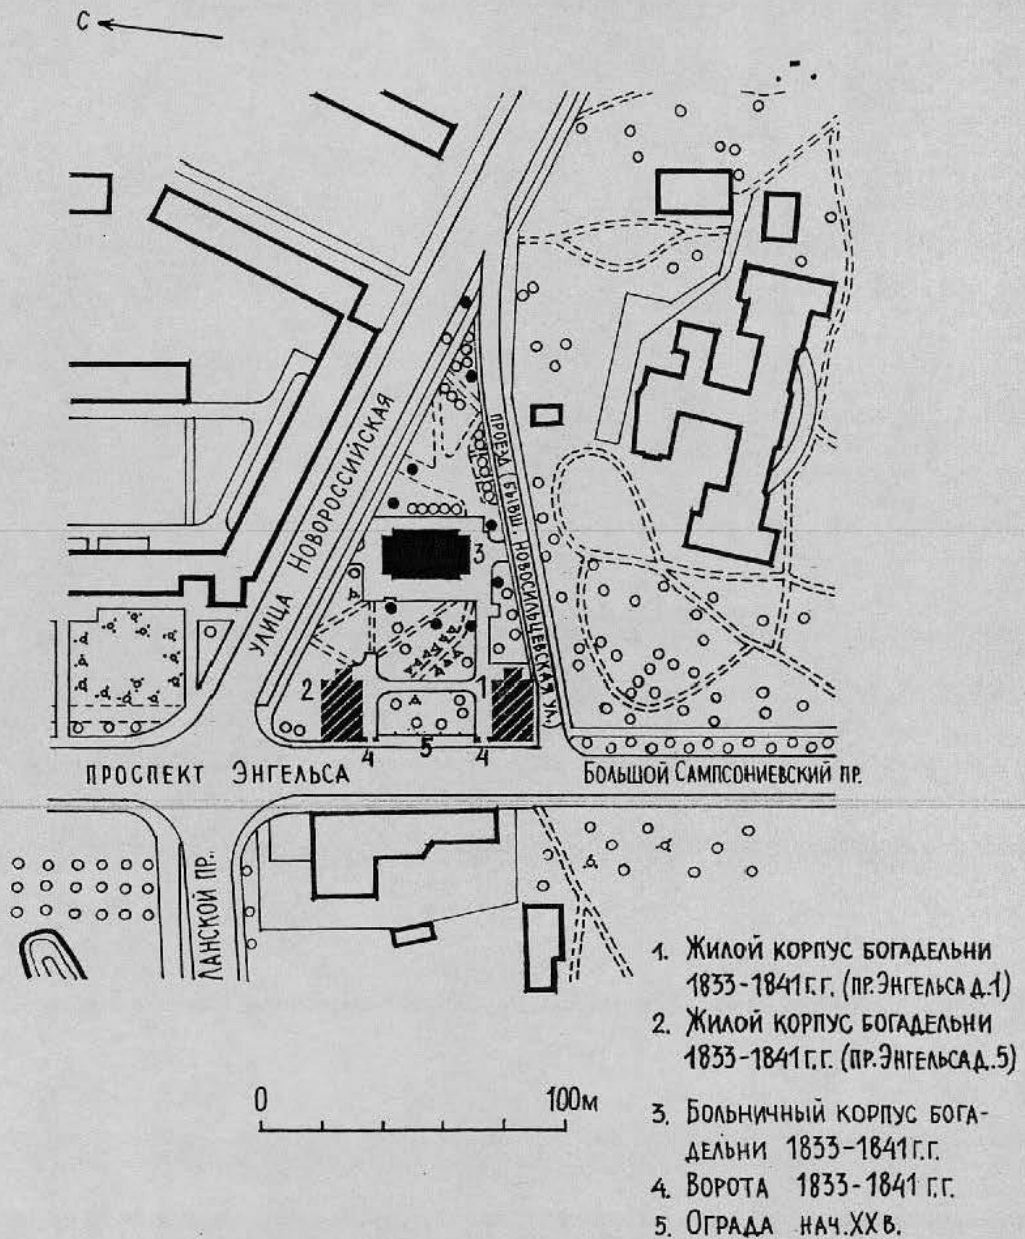 С
УЛИЦА НОВОРОССИЙСКАЯ
ПРОЕЗД (БЫВШ. НОВОСИЛЬЦЕВСКАЯ УЛ.)
3
2
1
4
5
4
ПРОСПЕКТ ЭНГЕЛЬСА
БОЛЬШОЙ САМПСОНИЕВСКИЙ ПР.
ЛАНСКОЙ ПР.
0
100м
1. ЖИЛОЙ КОРПУС БОГАДЕЛЬНИ
1833-1841 Г.Г. (ПР. ЭНГЕЛЬСА Д.1)
2. ЖИЛОЙ КОРПУС БОГАДЕЛЬНИ
1833-1841 Г.Г. (ПР. ЭНГЕЛЬСА Д.5)
3. БОЛЬНИЧНЫЙ КОРПУС БОГА-
ДЕЛЬНИ 1833-1841 Г.Г.
4. ВОРОТА 1833-1841 Г.Г.
5. ОГРАДА НАЧ. XX В.